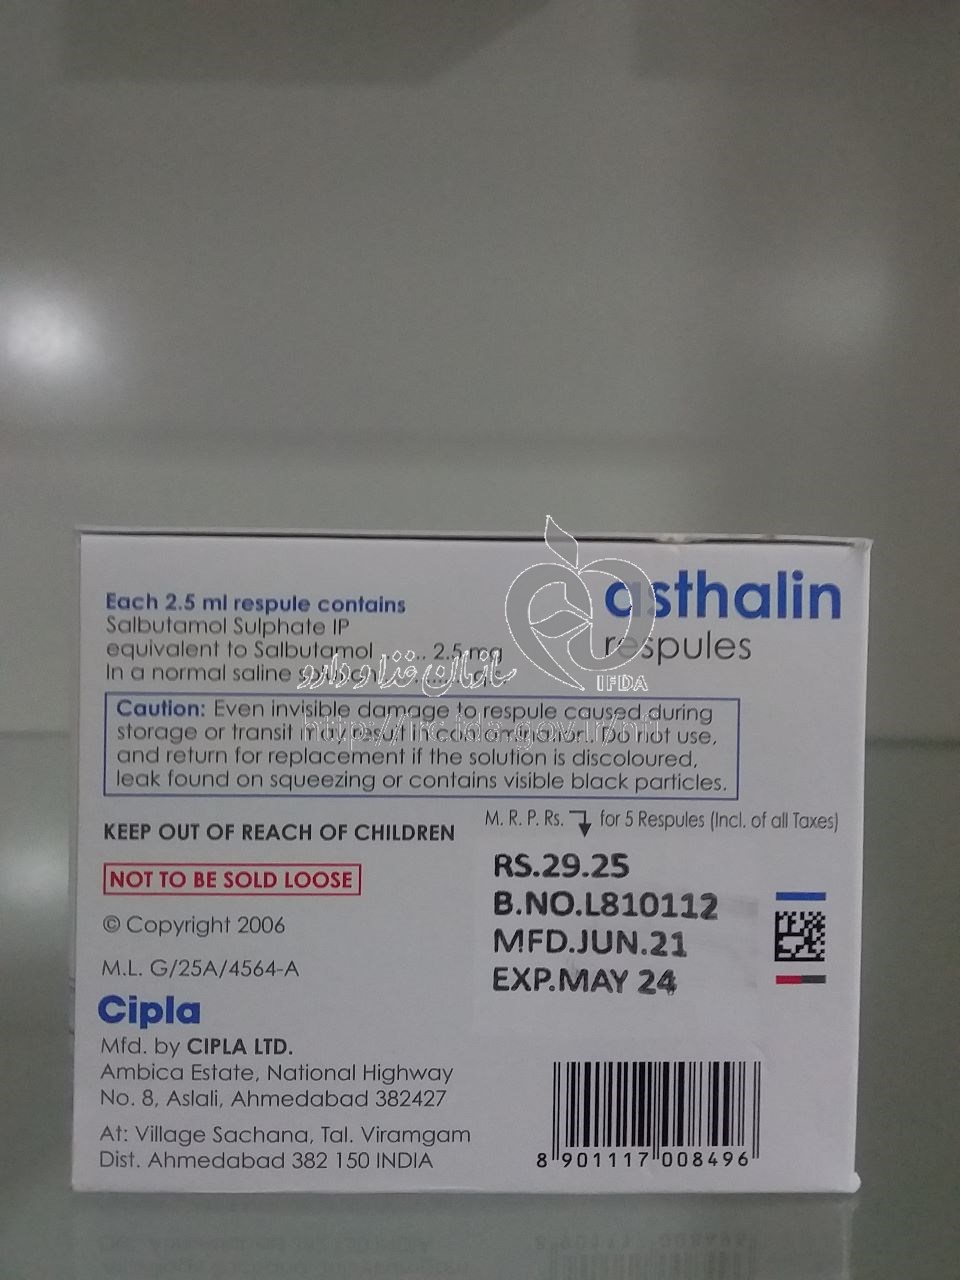 asthalin
respules
Each 2.5 ml respule contains
Salbutamol Sulphate IP
equivalent to Salbutamol ...... 2.5 mg
In a normal saline
سازمان غذا و دارو
IFDA
Caution: Even invisible damage to respule caused during
storage or transit may result in contamination. Do not use,
and return for replacement if the solution is discoloured,
leak found on squeezing or contains visible black particles.
KEEP OUT OF REACH OF CHILDREN
NOT TO BE SOLD LOOSE
© Copyright 2006
M.L. G/25A/4564-A
Cipla
Mfd. by CIPLA LTD.
Ambica Estate, National Highway
No. 8, Aslali, Ahmedabad 382427
At: Village Sachana, Tal. Viramgam
Dist. Ahmedabad 382 150 INDIA
M. R. P. Rs. for 5 Respules (Incl. of all Taxes)
RS.29.25
B.NO.L810112
MFD.JUN.21
EXP.MAY 24
8 901117 008496